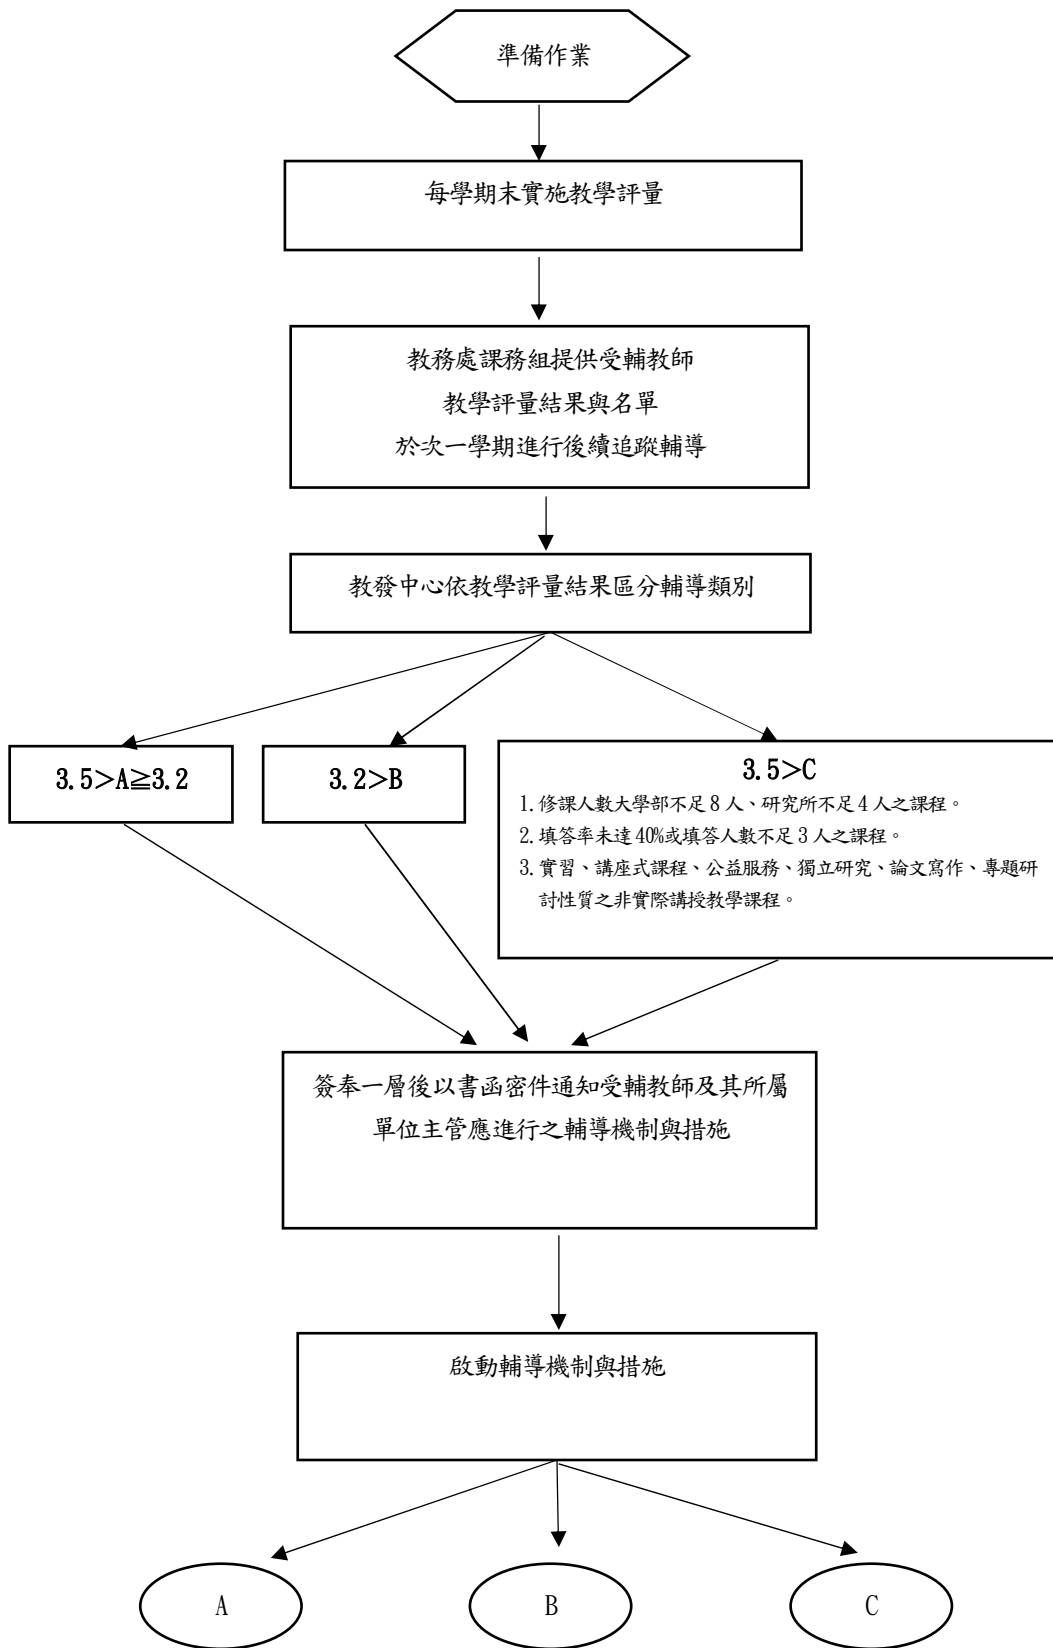 準備作業
每學期末實施教學評量
教務處課務組提供受輔教師
教學評量結果與名單
於次一學期進行後續追蹤輔導
教發中心依教學評量結果區分輔導類別
3.5>A≧3.2
3.2>B
3.5>C
1.修課人數大學部不足8人、研究所不足4人之課程。
2.填答率未達40%或填答人數不足3人之課程。
3.實習、講座式課程、公益服務、獨立研究、論文寫作、專題研
討性質之非實際講授教學課程。
簽奉一層後以書函密件通知受輔教師及其所屬
單位主管應進行之輔導機制與措施
啟動輔導機制與措施
A
B
C